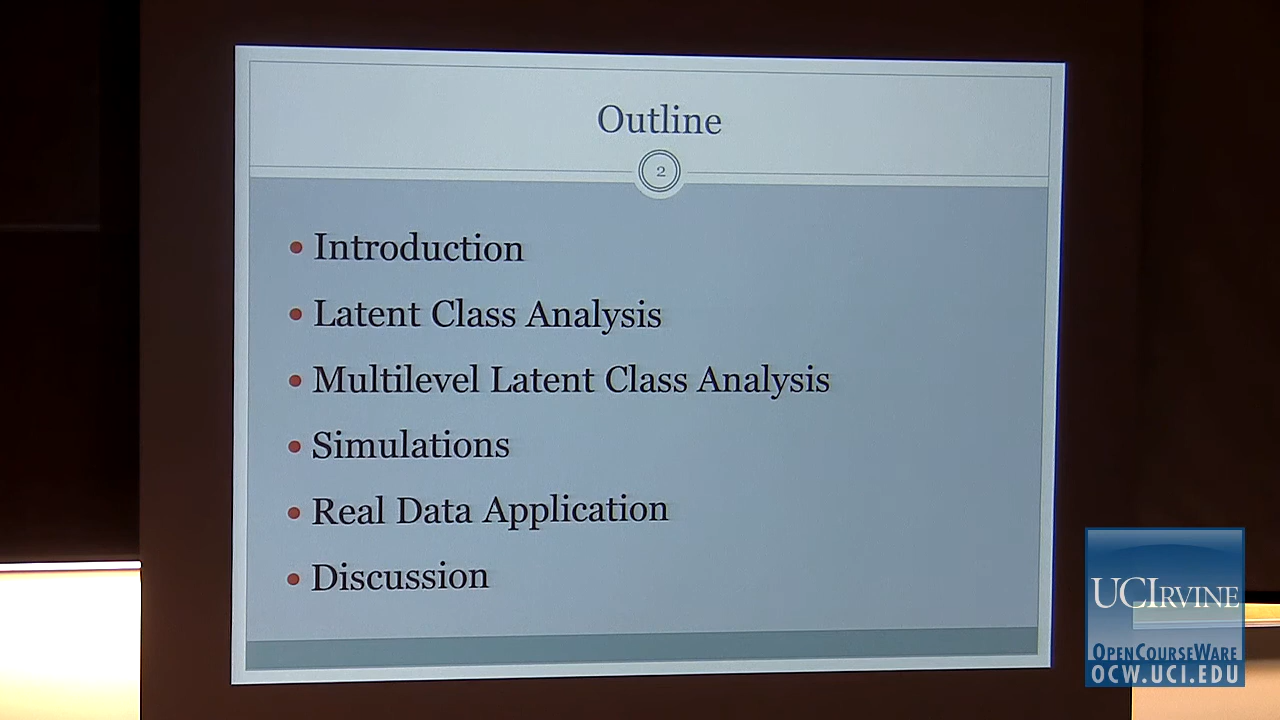 Outline
2
• Introduction
• Latent Class Analysis
• Multilevel Latent Class Analysis
• Simulations
• Real Data Application
• Discussion
UCIRVINE
OPENCOURSEWARE
OCW.UCI.EDU